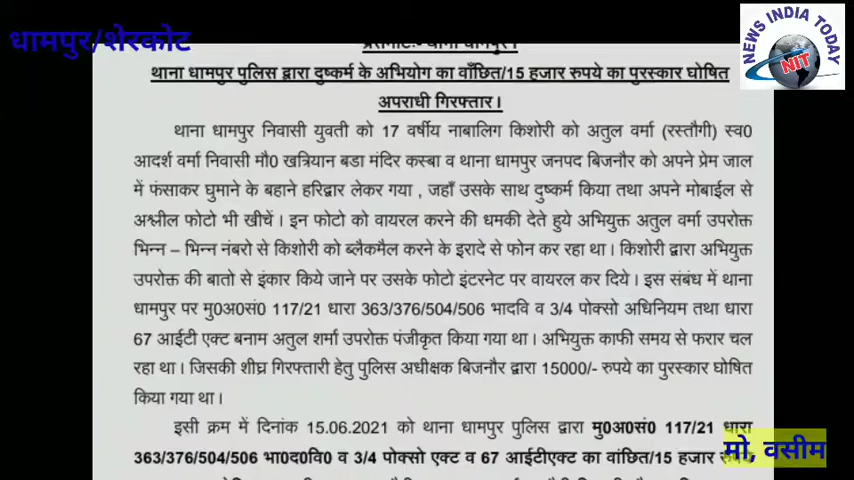 धामपुर/शेरकोट
NEWS INDIA TODAY
NIT
थाना धामपुर पुलिस द्वारा दुष्कर्म के अभियोग का वाँछित/15 हजार रुपये का पुरस्कार घोषित
अपराधी गिरफ्तार।
थाना धामपुर निवासी युवती को 17 वर्षीय नाबालिग किशोरी को अतुल वर्मा (रस्तौगी) स्व0
आदर्श वर्मा निवासी मौ0 खत्रियान बडा मंदिर कस्बा व थाना धामपुर जनपद बिजनौर को अपने प्रेम जाल
में फंसाकर घुमाने के बहाने हरिद्वार लेकर गया , जहाँ उसके साथ दुष्कर्म किया तथा अपने मोबाईल से
अश्लील फोटो भी खीचें । इन फोटो को वायरल करने की धमकी देते हुये अभियुक्त अतुल वर्मा उपरोक्त
भिन्न – भिन्न नंबरो से किशोरी को ब्लैकमैल करने के इरादे से फोन कर रहा था । किशोरी द्वारा अभियुक्त
उपरोक्त की बातो से इंकार किये जाने पर उसके फोटो इंटरनेट पर वायरल कर दिये । इस संबंध में थाना
धामपुर पर मु0अ0सं0 117/21 धारा 363/376/504/506 भादवि व 3/4 पोक्सो अधिनियम तथा धारा
67 आईटी एक्ट बनाम अतुल शर्मा उपरोक्त पंजीकृत किया गया था । अभियुक्त काफी समय से फरार चल
रहा था । जिसकी शीघ्र गिरफ्तारी हेतु पुलिस अधीक्षक बिजनौर द्वारा 15000/- रुपये का पुरस्कार घोषित
किया गया था ।
इसी क्रम में दिनांक 15.06.2021 को थाना धामपुर पुलिस द्वारा मु0अ0सं0 117/21 धारा
363/376/504/506 भा0द0वि0 व 3/4 पोक्सो एक्ट व 67 आईटीएक्ट का वांछित/15 हजार
मो, वसीम